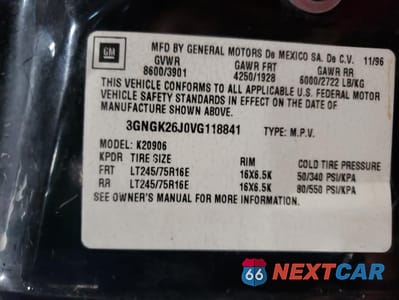 GM
MFD BY GENERAL MOTORS De MEXICO SA. De C.V. 11/96
GVWR GAWR FRT GAWR RR
8600/3901 4250/1928 6000/2722 LB/KG
THIS VEHICLE CONFORMS TO ALL APPLICABLE U.S. FEDERAL MOTOR
VEHICLE SAFETY STANDARDS IN EFFECT ON THE DATE OF
MANUFACTURE SHOWN ABOVE.
3GNGK26J0VG118841 TYPE: M.P.V.
MODEL: K20906
KPDR TIRE SIZE RIM COLD TIRE PRESSURE
FRT LT245/75R16E 16X6.5K 50/340 PSI/KPA
RR LT245/75R16E 16X6.5K 80/550 PSI/KPA
SEE OWNER'S MANUAL FOR MORE INFORMATION.
66 NEXTCAR